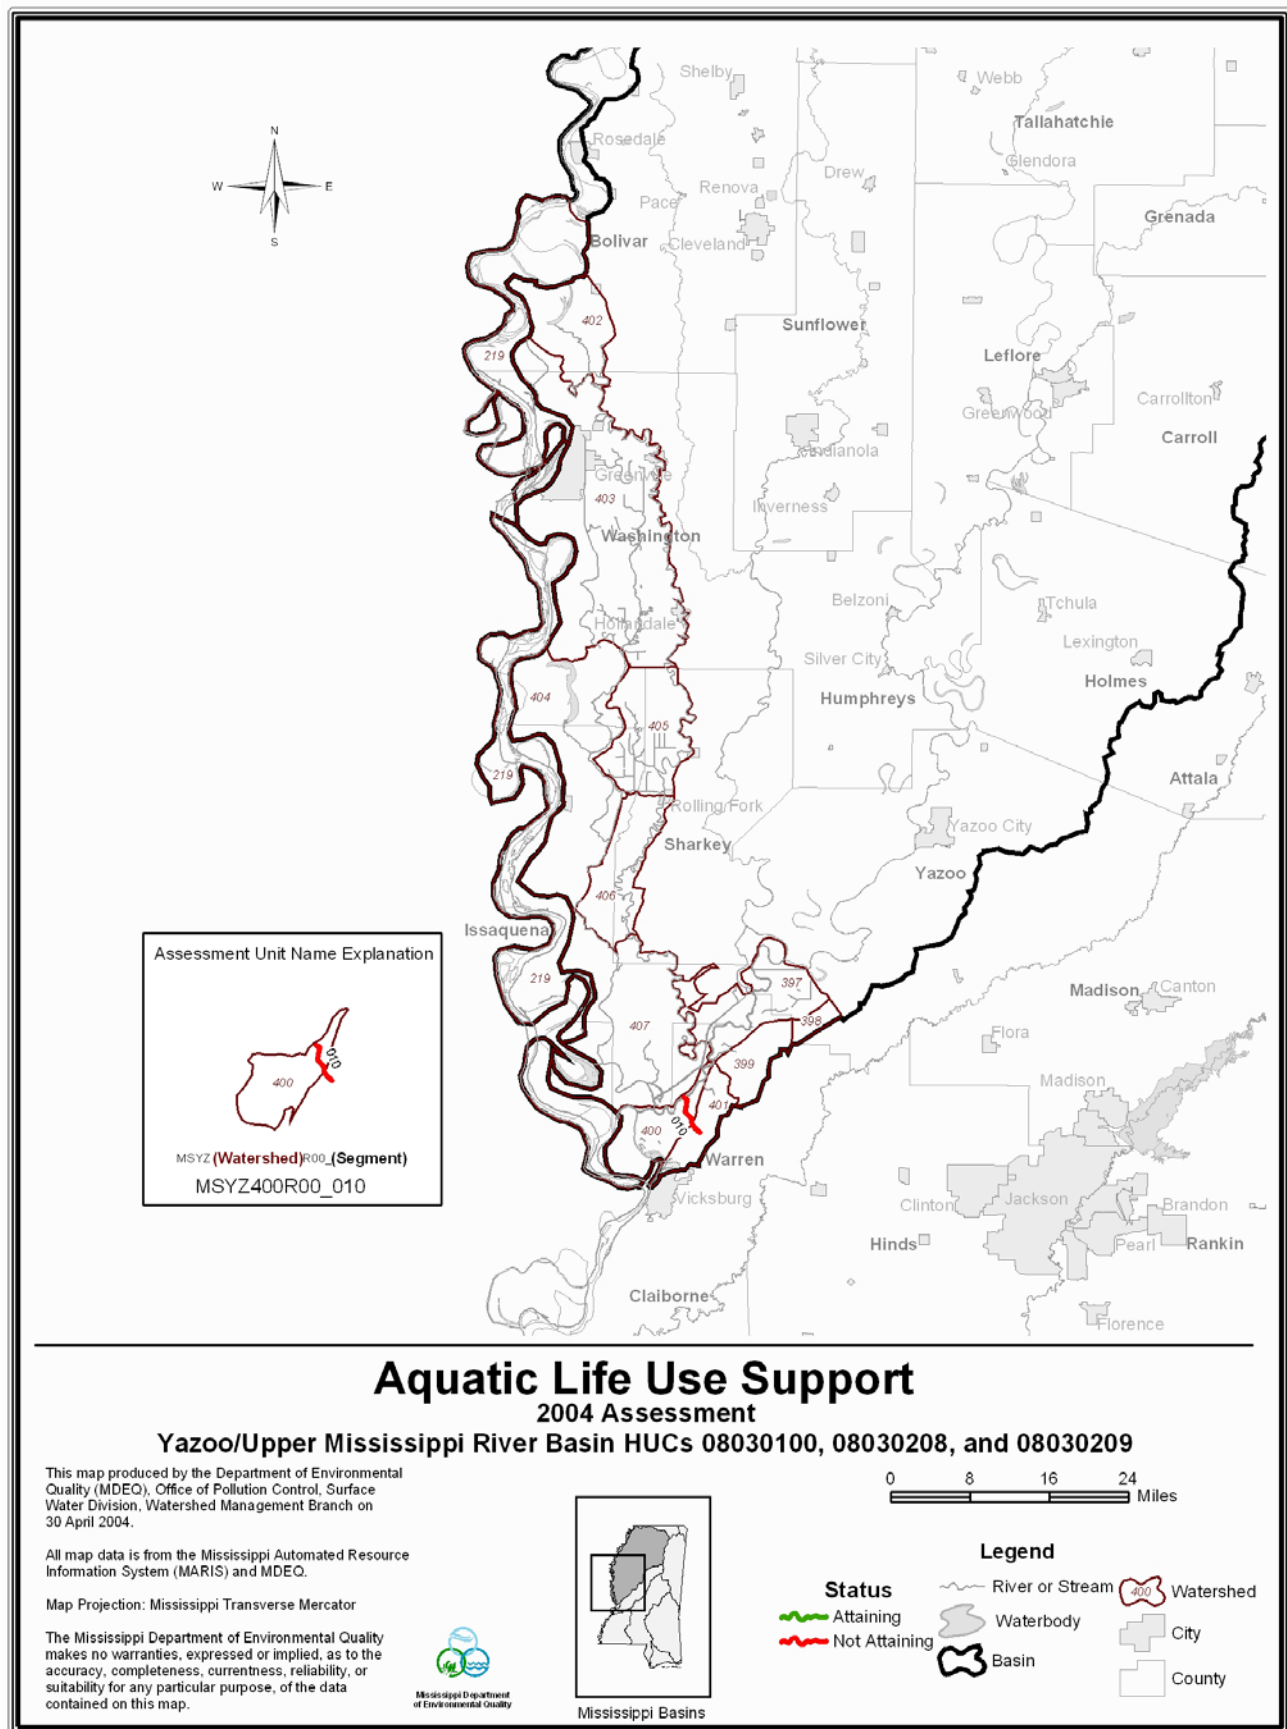 Shelby
Webb
Tallahatchie
Rosedale
Glendora
Drew
Renova
Pace
Grenada
Bolivar
Cleveland
N
W
E
S
402
Sunflower
219
Leflore
Carrollton
Greenwood
Carroll
Indianola
Greenville
403
Inverness
Washington
Belzoni
Tchula
Hollandale
Lexington
Silver City
Holmes
404
Humphreys
405
219
Attala
Rolling Fork
Yazoo City
Sharkey
Yazoo
406
Issaquena
219
397
Madison
Canton
398
407
Flora
399
Madison
401
010
400
Warren
Vicksburg
Clinton
Jackson
Brandon
Hinds
Pearl
Rankin
Claiborne
Florence
Assessment Unit Name Explanation
010
400
MSYZ(Watershed)R00_(Segment)
MSYZ400R00_010
Aquatic Life Use Support
2004 Assessment
Yazoo/Upper Mississippi River Basin HUCs 08030100, 08030208, and 08030209
This map produced by the Department of Environmental
Quality (MDEQ), Office of Pollution Control, Surface
Water Division, Watershed Management Branch on
30 April 2004.
All map data is from the Mississippi Automated Resource
Information System (MARIS) and MDEQ.
Map Projection: Mississippi Transverse Mercator
The Mississippi Department of Environmental Quality
makes no warranties, expressed or implied, as to the
accuracy, completeness, currentness, reliability, or
suitability for any particular purpose, of the data
contained on this map.
Mississippi Department
of Environmental Quality
Mississippi Basins
0 8 16 24
Miles
Legend
Status
Attaining
Not Attaining
River or Stream
Waterbody
Basin
400
Watershed
City
County